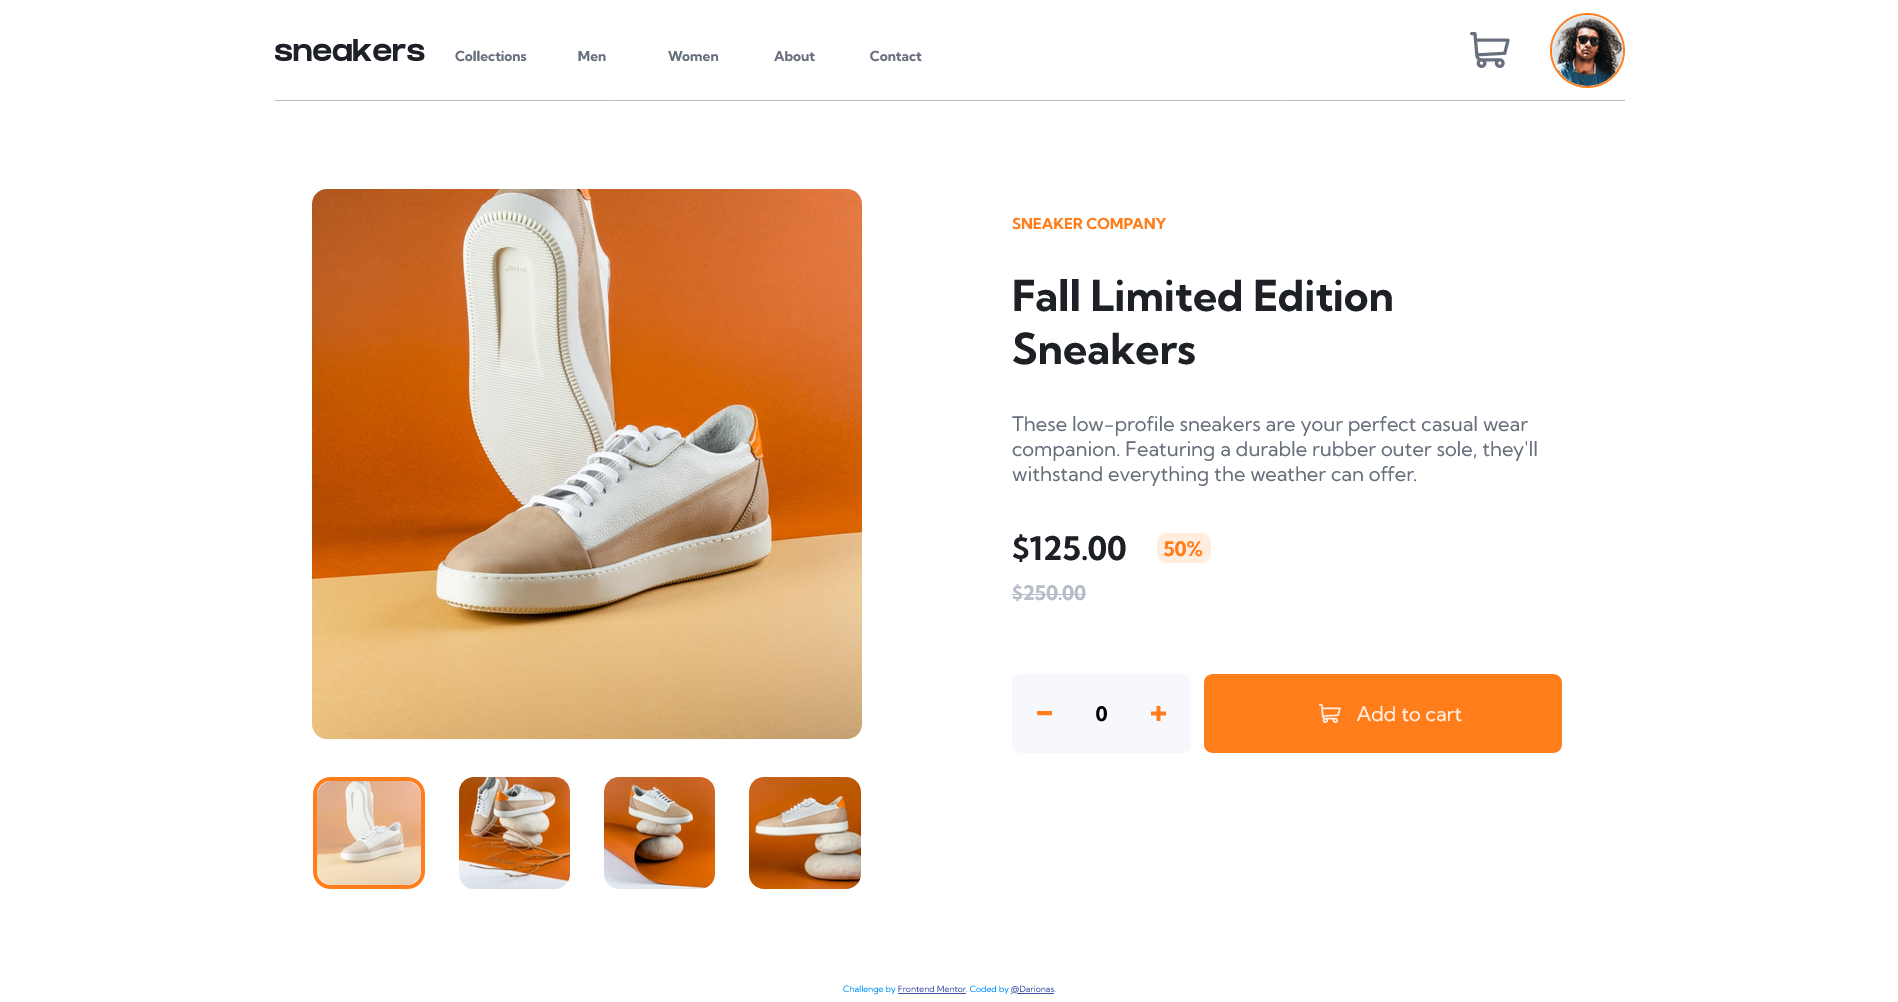 sneakers
Collections
Men
Women
About
Contact
SNEAKER COMPANY
Fall Limited Edition
Sneakers
These low-profile sneakers are your perfect casual wear
companion. Featuring a durable rubber outer sole, they'll
withstand everything the weather can offer.
$125.00
50%
$250.00
0
Add to cart
Challenge by Frontend Mentor. Coded by @Darionas.